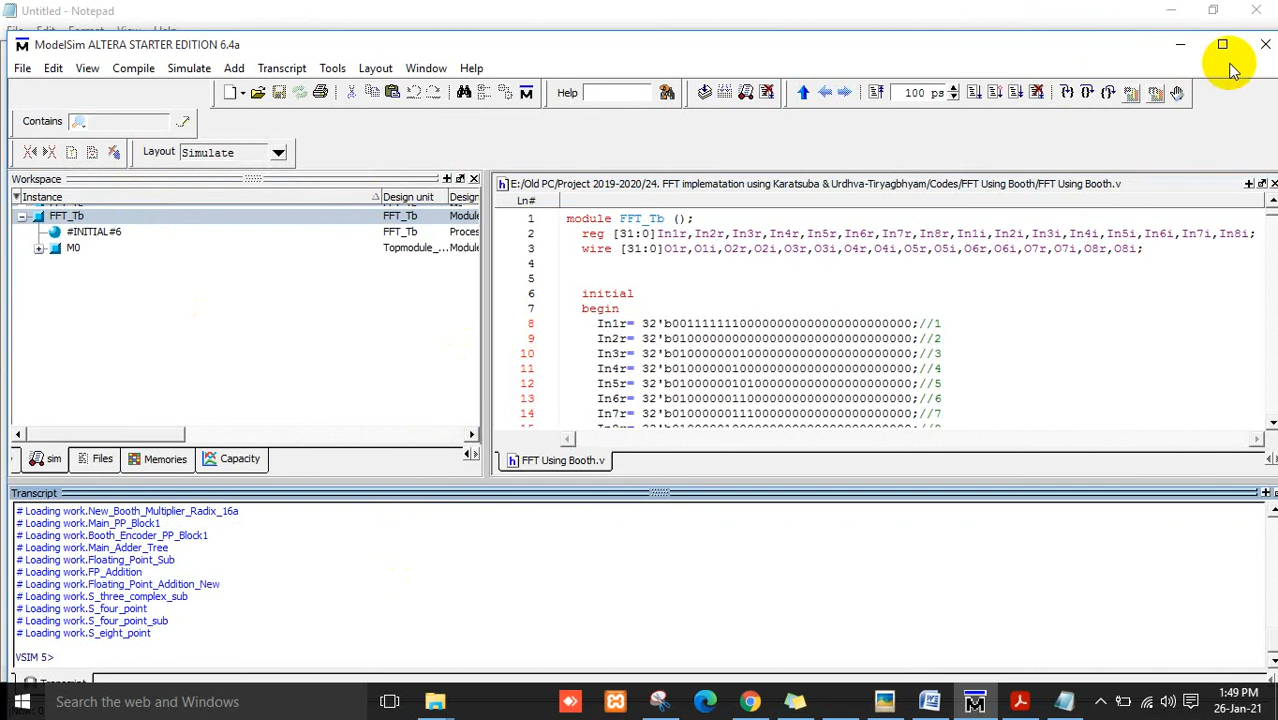 Untitled - Notepad
ModelSim ALTERA STARTER EDITION 6.4a
File Edit View Compile Simulate Add Transcript Tools Layout Window Help
Help 100 ps
Contains
Layout Simulate
Workspace
Instance Design unit Design
FFT_Tb FFT_Tb Module
#INITIAL#6 FFT_Tb Proces
M0 Topmodule_... Module
sim Files Memories Capacity
E:/Old PC/Project 2019-2020/24. FFT implematation using Karatsuba & Urdhva-Tiryagbhyam/Codes/FFT Using Booth/FFT Using Booth.v
Ln#
1 module FFT_Tb ();
2 reg [31:0]In1r,In2r,In3r,In4r,In5r,In6r,In7r,In8r,In1i,In2i,In3i,In4i,In5i,In6i,In7i,In8i;
3 wire [31:0]O1r,O1i,O2r,O2i,O3r,O3i,O4r,O4i,O5r,O5i,O6r,O6i,O7r,O7i,O8r,O8i;
4
5
6 initial
7 begin
8 In1r= 32'b00111111100000000000000000000000;//1
9 In2r= 32'b01000000000000000000000000000000;//2
10 In3r= 32'b01000000010000000000000000000000;//3
11 In4r= 32'b01000000100000000000000000000000;//4
12 In5r= 32'b01000000101000000000000000000000;//5
13 In6r= 32'b01000000110000000000000000000000;//6
14 In7r= 32'b01000000111000000000000000000000;//7
FFT Using Booth.v
Transcript
# Loading work.New_Booth_Multiplier_Radix_16a
# Loading work.Main_PP_Block1
# Loading work.Booth_Encoder_PP_Block1
# Loading work.Main_Adder_Tree
# Loading work.Floating_Point_Sub
# Loading work.FP_Addition
# Loading work.Floating_Point_Addition_New
# Loading work.S_three_complex_sub
# Loading work.S_four_point
# Loading work.S_four_point_sub
# Loading work.S_eight_point
VSIM 5>
Transcript
Search the web and Windows
1:49 PM
26-Jan-21